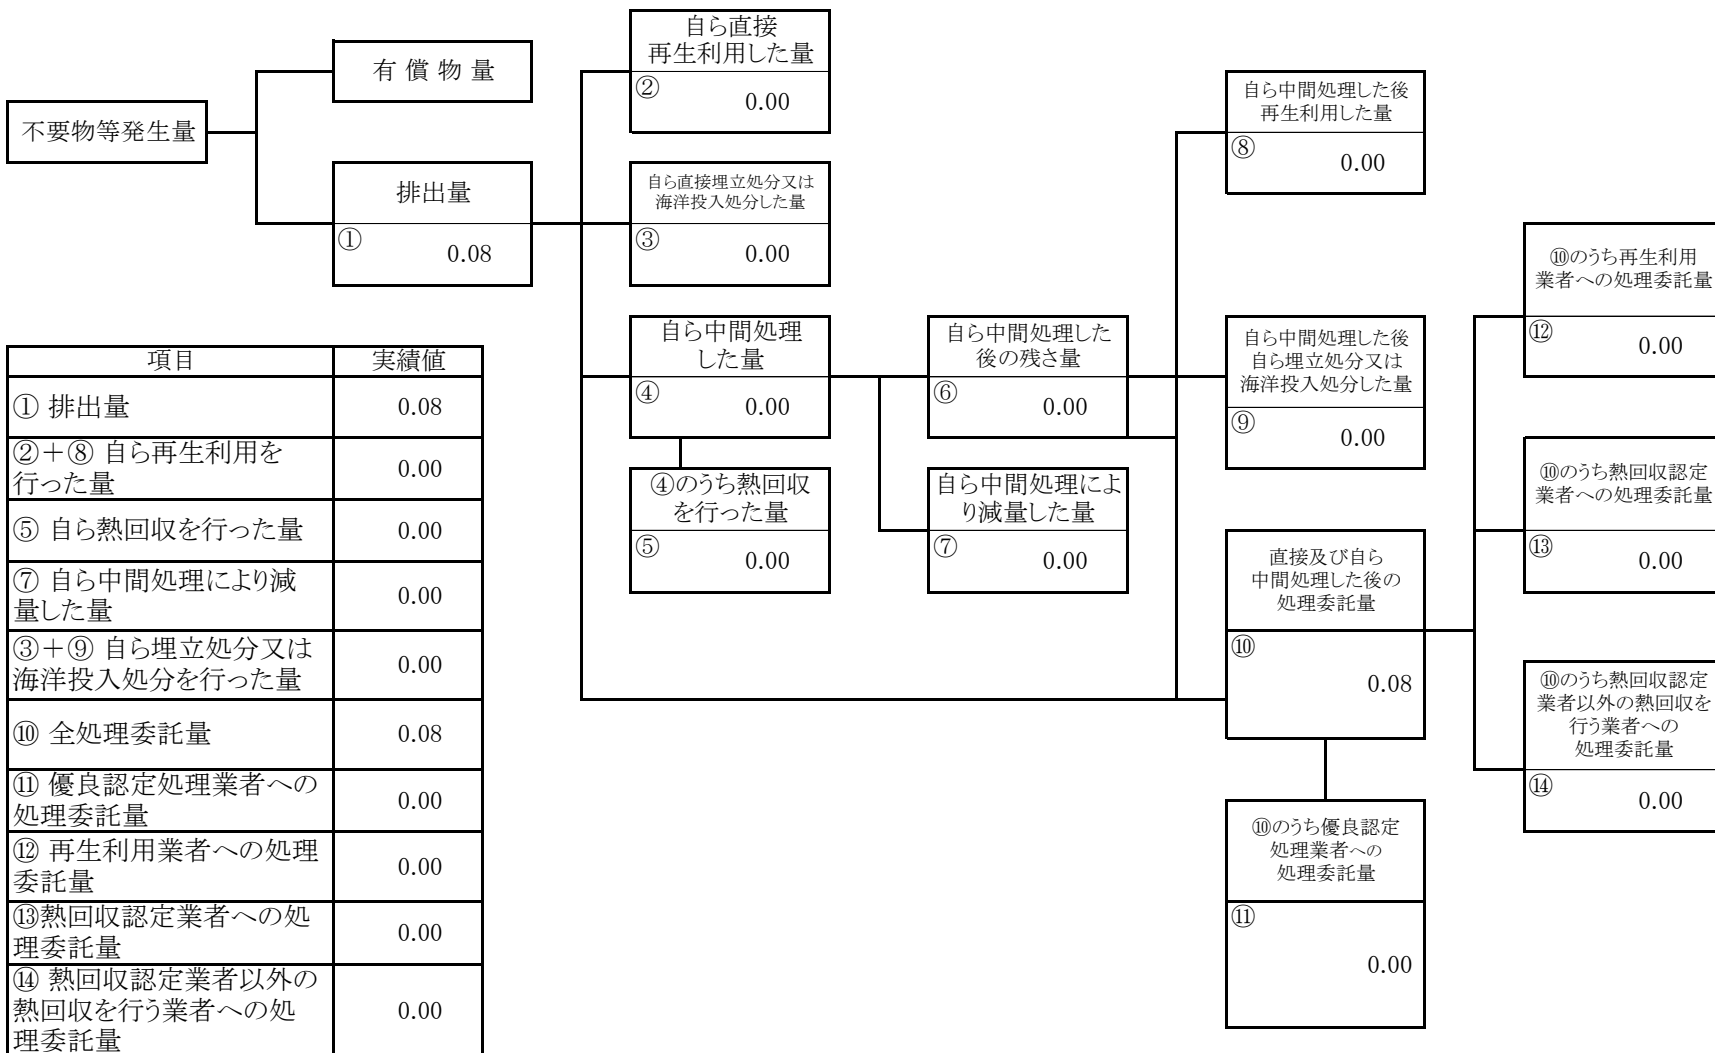 不要物等発生量
有 償 物 量
排出量
①
0.08
自ら直接
再生利用した量
②
0.00
自ら直接埋立処分又は
海洋投入処分した量
③
0.00
自ら中間処理
した量
④
0.00
④のうち熱回収
を行った量
⑤
0.00
自ら中間処理した
後の残さ量
⑥
0.00
自ら中間処理によ
り減量した量
⑦
0.00
自ら中間処理した後
再生利用した量
⑧
0.00
自ら中間処理した後
自ら埋立処分又は
海洋投入処分した量
⑨
0.00
直接及び自ら
中間処理した後の
処理委託量
⑩
0.08
⑩のうち優良認定
処理業者への
処理委託量
⑪
0.00
⑩のうち再生利用
業者への処理委託量
⑫
0.00
⑩のうち熱回収認定
業者への処理委託量
⑬
0.00
⑩のうち熱回収認定
業者以外の熱回収を
行う業者への
処理委託量
⑭
0.00
項目 実績値
① 排出量 0.08
②＋⑧ 自ら再生利用を
行った量 0.00
⑤ 自ら熱回収を行った量 0.00
⑦ 自ら中間処理により減
量した量 0.00
③＋⑨ 自ら埋立処分又は
海洋投入処分を行った量 0.00
⑩ 全処理委託量 0.08
⑪ 優良認定処理業者への
処理委託量 0.00
⑫ 再生利用業者への処理
委託量 0.00
⑬熱回収認定業者への処
理委託量 0.00
⑭ 熱回収認定業者以外の
熱回収を行う業者への処
理委託量 0.00